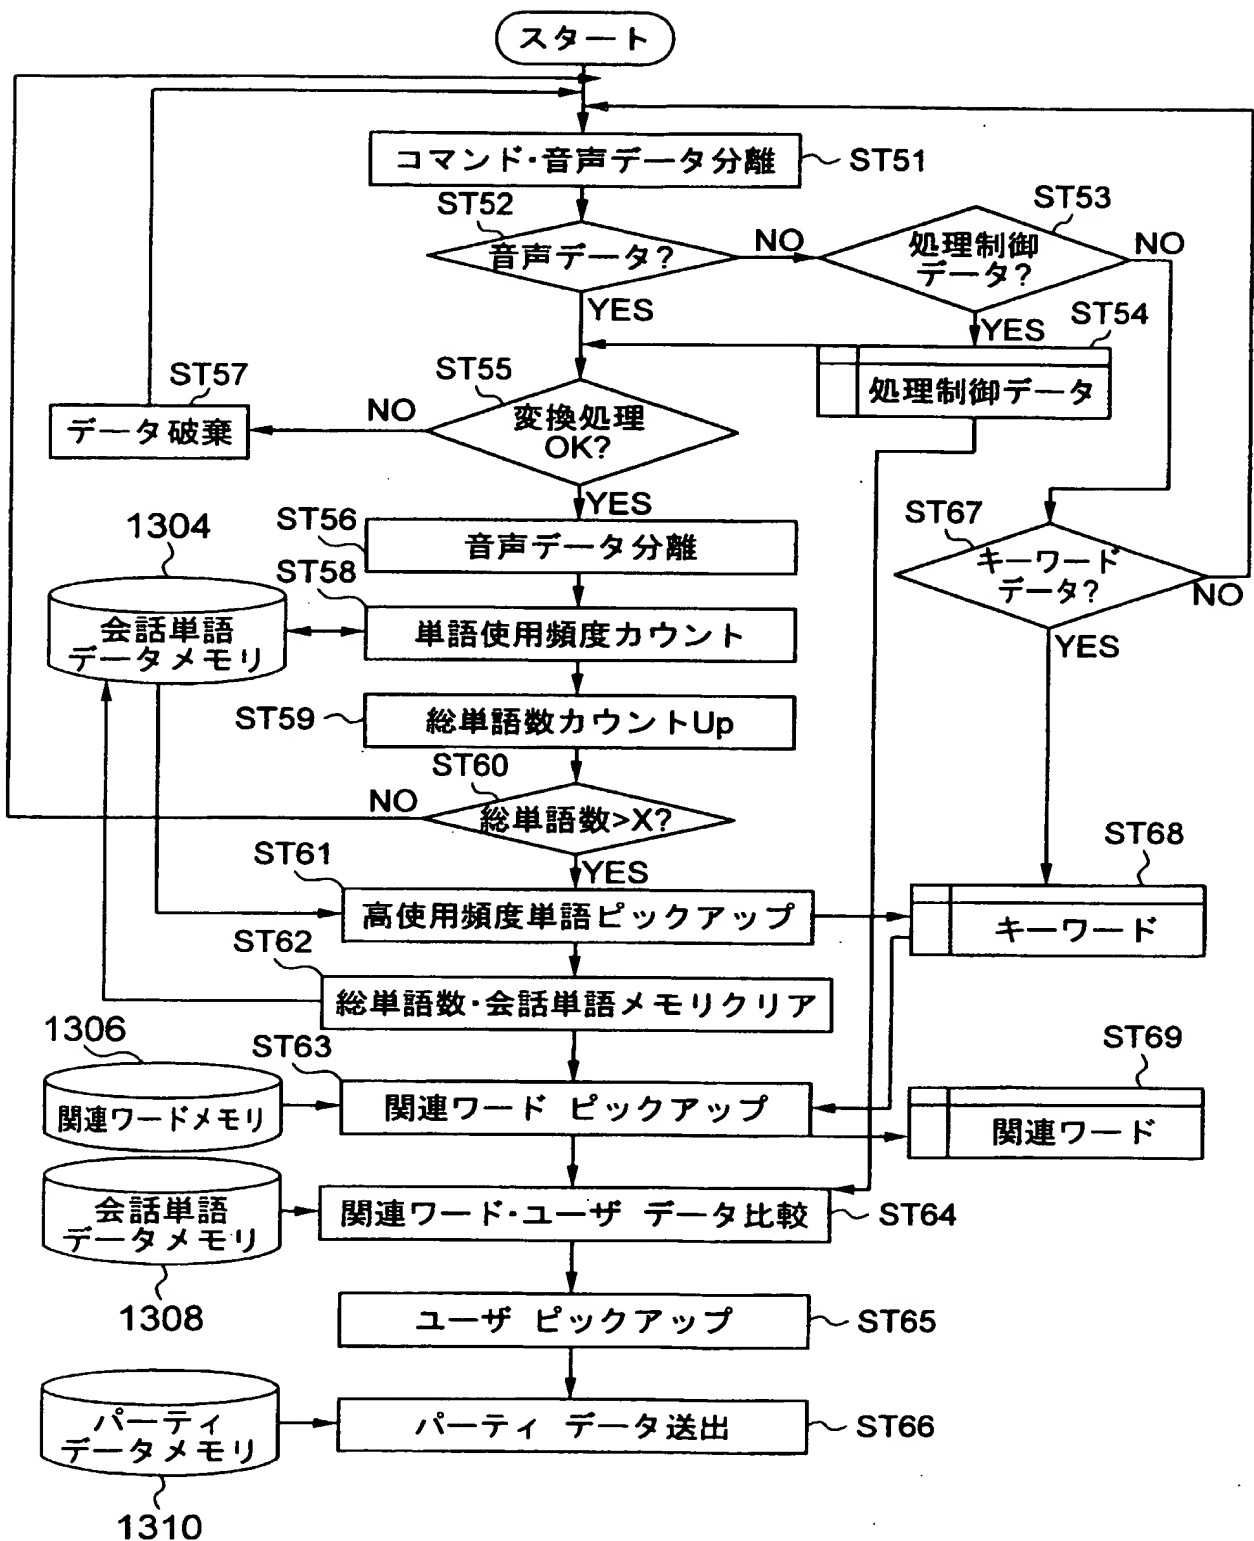 スタート
コマンド・音声データ分離
ST51
ST52
音声データ?
NO
YES
ST53
処理制御
データ?
NO
YES
ST54
処理制御データ
ST55
変換処理
OK?
NO
YES
ST57
データ破棄
ST56
音声データ分離
ST67
キーワード
データ?
NO
YES
1304
会話単語
データメモリ
ST58
単語使用頻度カウント
ST59
総単語数カウントUp
ST60
総単語数>X?
NO
YES
ST61
高使用頻度単語ピックアップ
ST68
キーワード
ST62
総単語数・会話単語メモリクリア
1306
関連ワードメモリ
ST63
関連ワード ピックアップ
ST69
関連ワード
会話単語
データメモリ
1308
関連ワード・ユーザ データ比較
ST64
ユーザ ピックアップ
ST65
パーティ
データメモリ
1310
パーティ データ送出
ST66